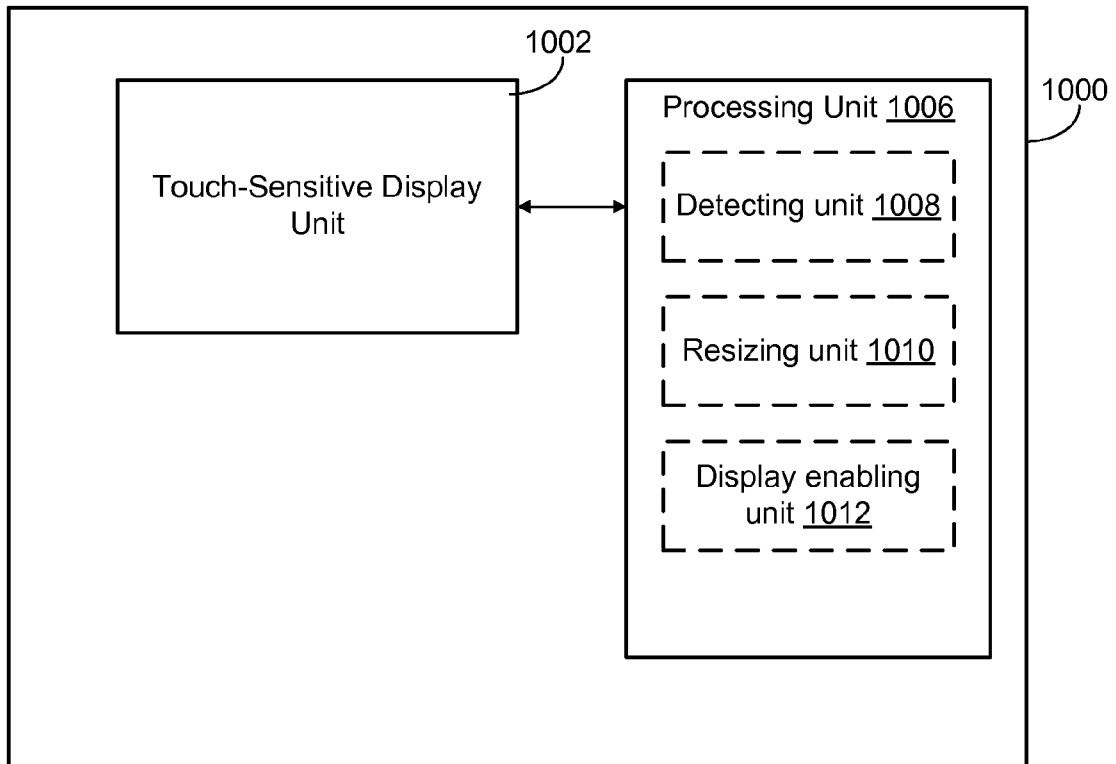 1002
1000
Touch-Sensitive Display
Unit
Processing Unit 1006
Detecting unit 1008
Resizing unit 1010
Display enabling
unit 1012